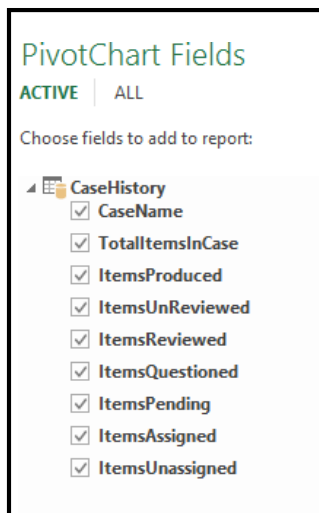 PivotChart Fields
ACTIVE ALL
Choose fields to add to report:
CaseHistory
CaseName
TotalItemsInCase
ItemsProduced
ItemsUnReviewed
ItemsReviewed
ItemsQuestioned
ItemsPending
ItemsAssigned
ItemsUnassigned